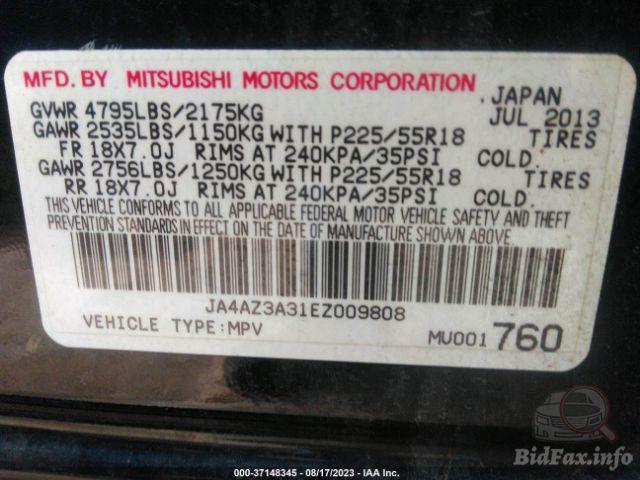 MFD. BY MITSUBISHI MOTORS CORPORATION
, JAPAN
GVWR 4795LBS/2175KG JUL 2013
GAWR 2535LBS/1150KG WITH P225/55R18 TIRES
FR 18X7.0J RIMS AT 240KPA/35PSI COLD.
GAWR 2756LBS/1250KG WITH P225/55R18 TIRES
RR 18X7.0J RIMS AT 240KPA/35PSI COLD.
THIS VEHICLE CONFORMS TO ALL APPLICABLE FEDERAL MOTOR VEHICLE SAFETY AND THEFT
PREVENTION STANDARDS IN EFFECT ON THE DATE OF MANUFACTURE SHOWN ABOVE.
JA4AZ3A31EZ009808
VEHICLE TYPE:MPV MU001 760
BidFax.info
000-37148345 - 08/17/2023 - IAA Inc.